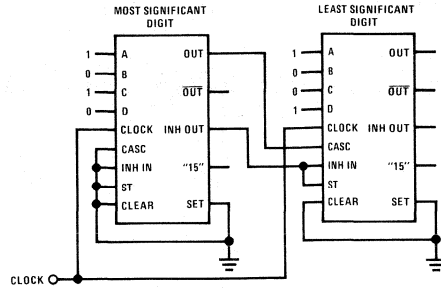 MOST SIGNIFICANT
DIGIT
1 A OUT
0 B
1 C OUT
0 D
CLOCK INH OUT
CASC
INH IN "15"
ST
CLEAR SET
LEAST SIGNIFICANT
DIGIT
1 A OUT
0 B
0 C OUT
1 D
CLOCK INH OUT
CASC
INH IN "15"
ST
CLEAR SET
CLOCK